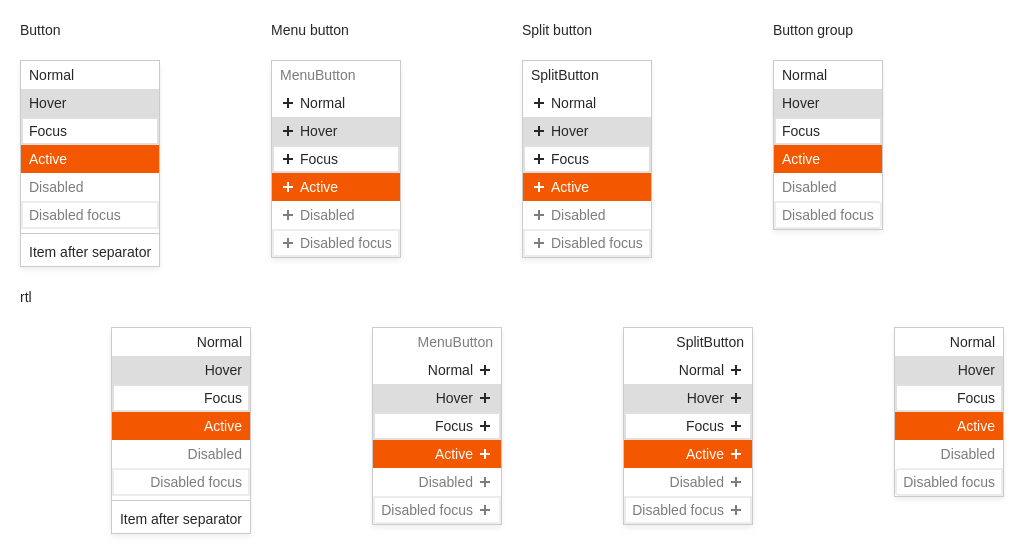 Button
Menu button
Split button
Button group
Normal
Hover
Focus
Active
Disabled
Disabled focus
Item after separator
MenuButton
Normal
Hover
Focus
Active
Disabled
Disabled focus
SplitButton
Normal
Hover
Focus
Active
Disabled
Disabled focus
Normal
Hover
Focus
Active
Disabled
Disabled focus
rtl
Normal
Hover
Focus
Active
Disabled
Disabled focus
Item after separator
MenuButton
Normal
Hover
Focus
Active
Disabled
Disabled focus
SplitButton
Normal
Hover
Focus
Active
Disabled
Disabled focus
Normal
Hover
Focus
Active
Disabled
Disabled focus